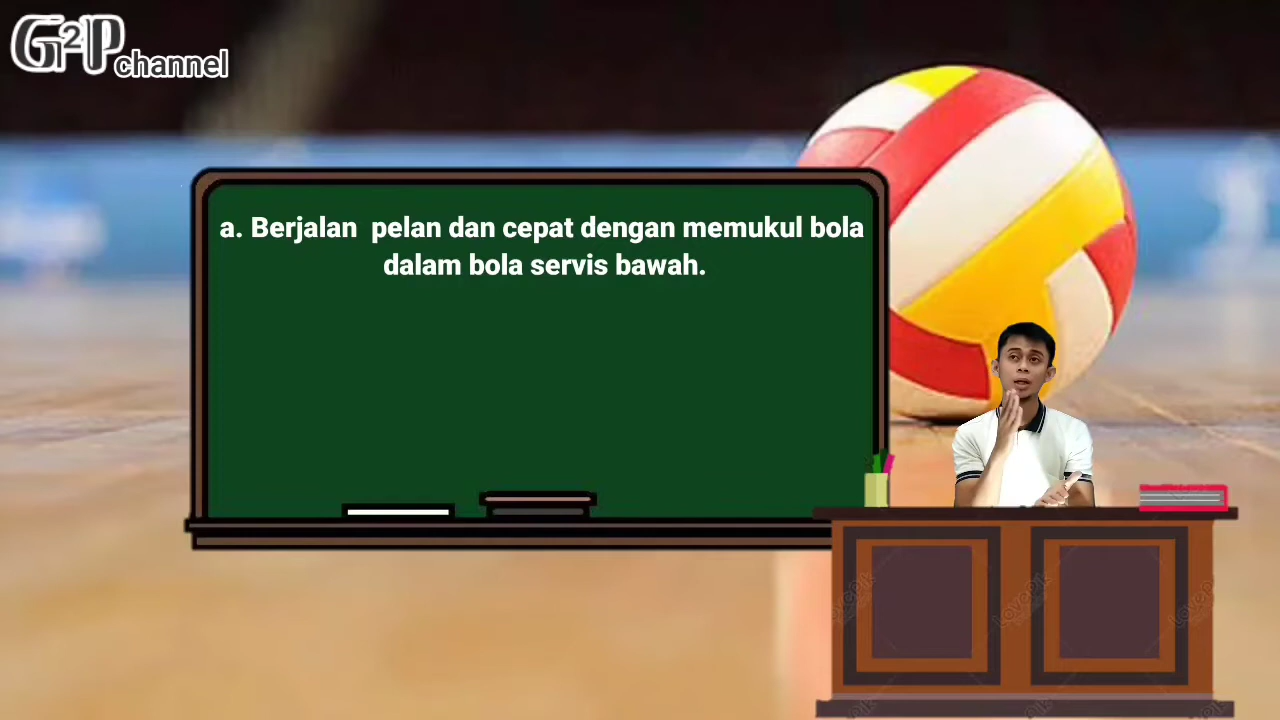 G2P channel
a. Berjalan  pelan dan cepat dengan memukul bola
dalam bola servis bawah.